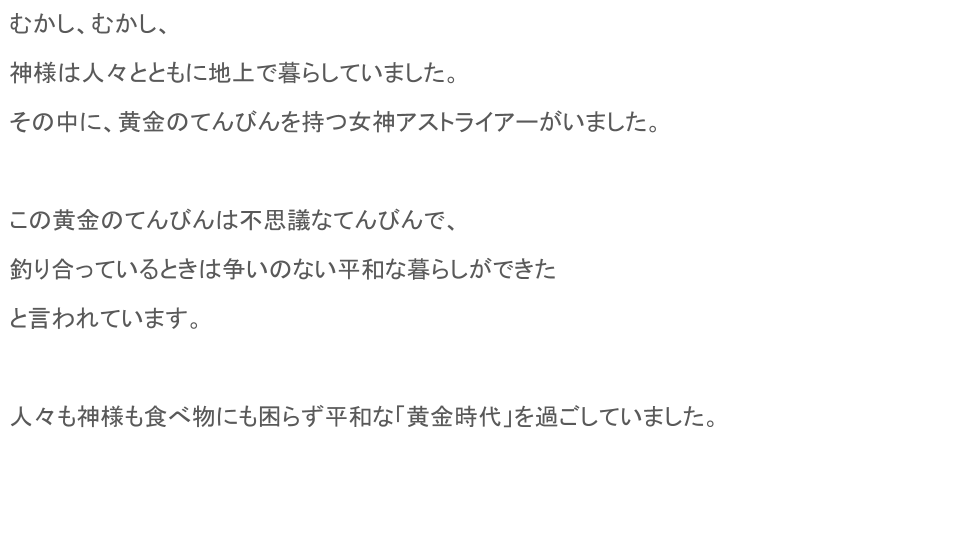 むかし、むかし、
神様は人々とともに地上で暮らしていました。
その中に、黄金のてんびんを持つ女神アストライアーがいました。
この黄金のてんびんは不思議なてんびんで、
釣り合っているときは争いのない平和な暮らしができた
と言われています。
人々も神様も食べ物にも困らず平和な「黄金時代」を過ごしていました。